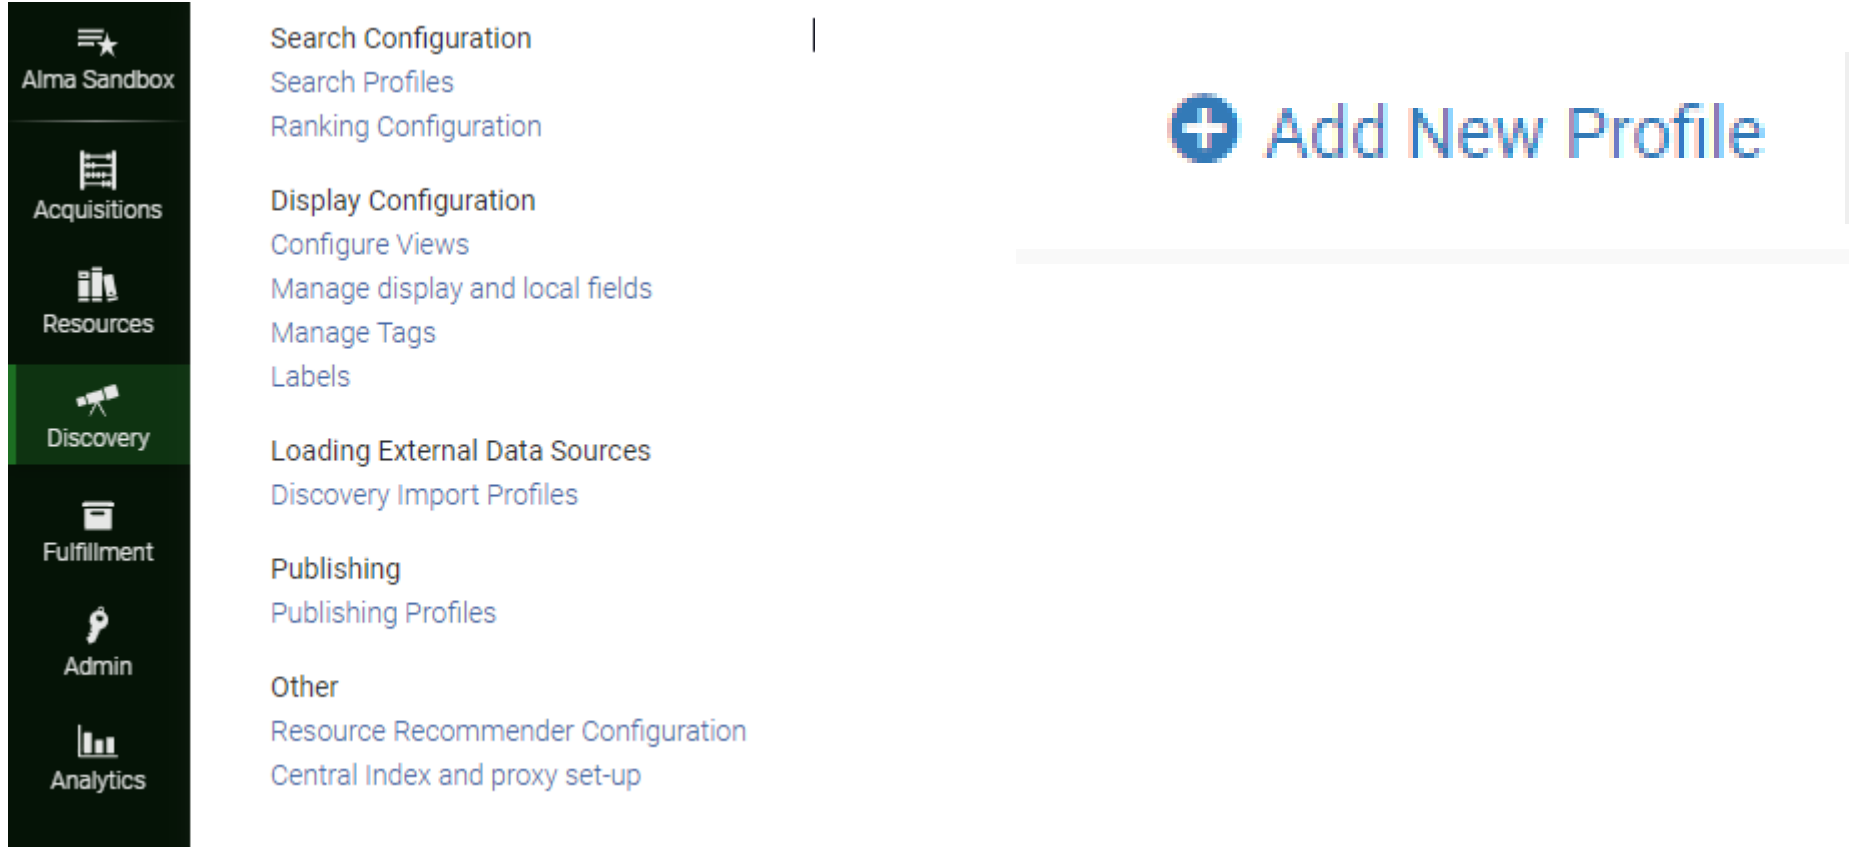 Alma Sandbox
Acquisitions
Resources
Discovery
Fulfillment
Admin
Analytics
Search Configuration
Search Profiles
Ranking Configuration
Display Configuration
Configure Views
Manage display and local fields
Manage Tags
Labels
Loading External Data Sources
Discovery Import Profiles
Publishing
Publishing Profiles
Other
Resource Recommender Configuration
Central Index and proxy set-up
Add New Profile